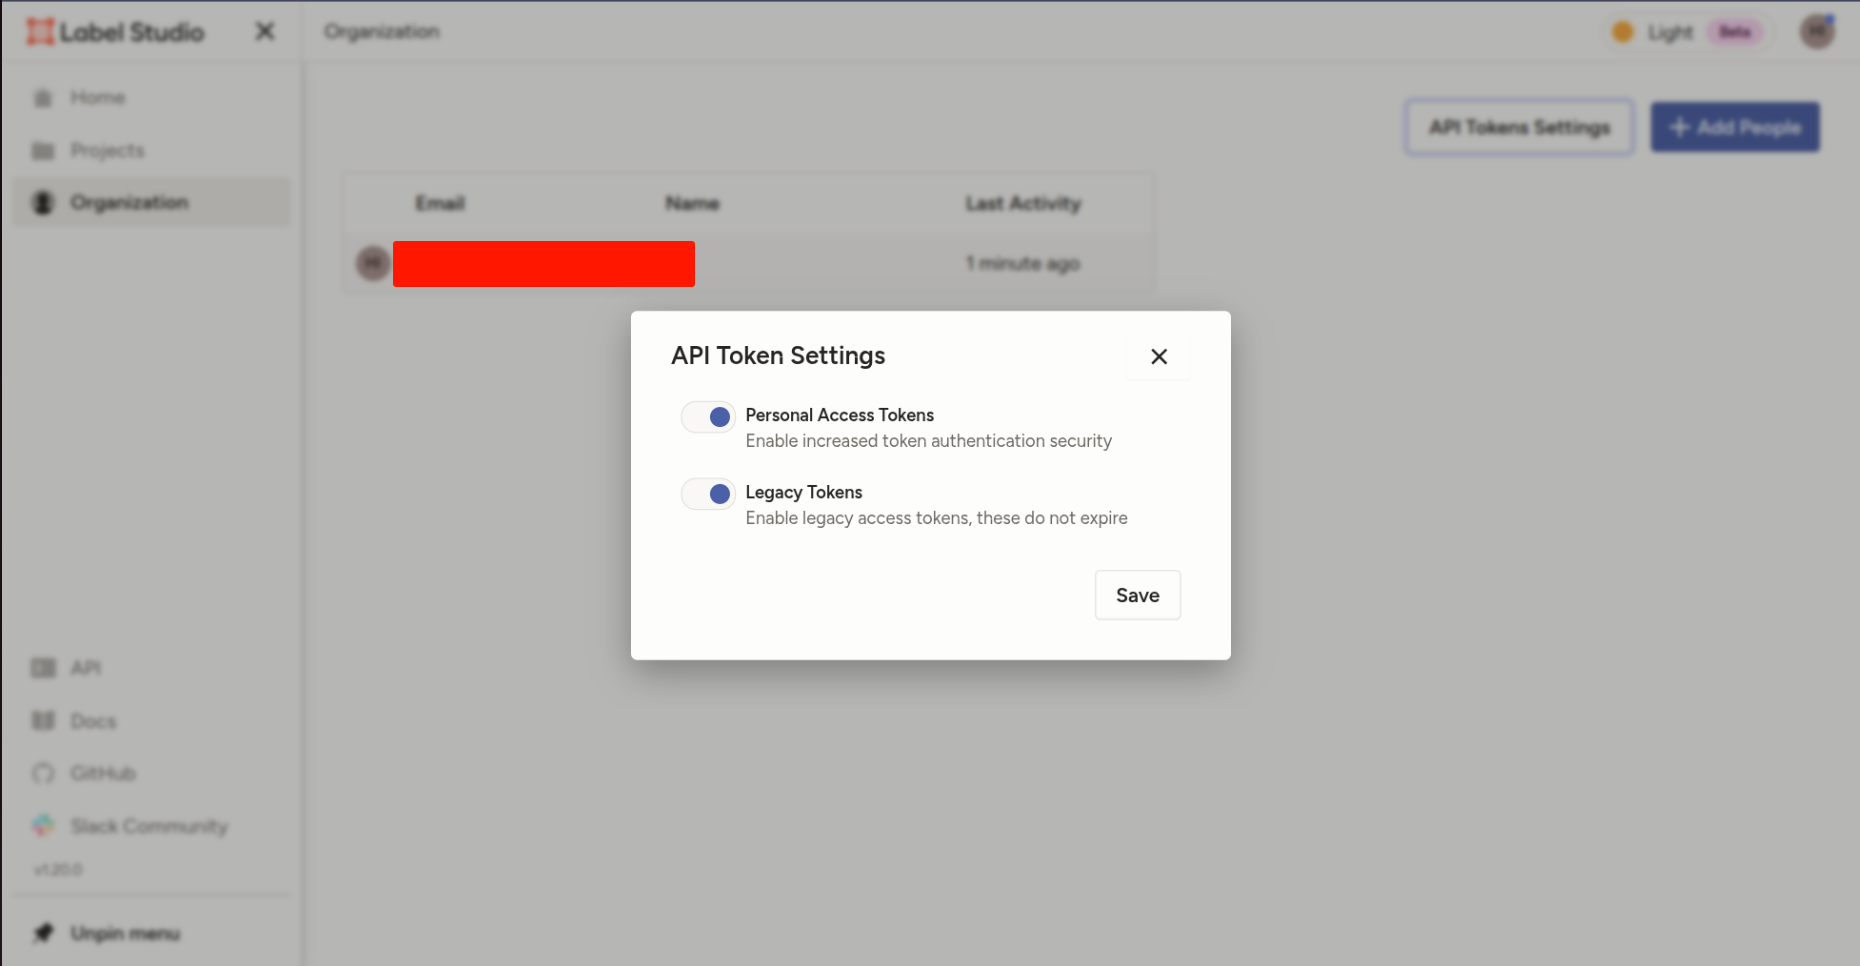 Label Studio
Organization
Light Beta
HI
Home
Projects
Organization
API Tokens Settings
+ Add People
Email Name Last Activity
HI 1 minute ago
API Token Settings
Personal Access Tokens
Enable increased token authentication security
Legacy Tokens
Enable legacy access tokens, these do not expire
Save
API
Docs
GitHub
Slack Community
v1.20.0
Unpin menu